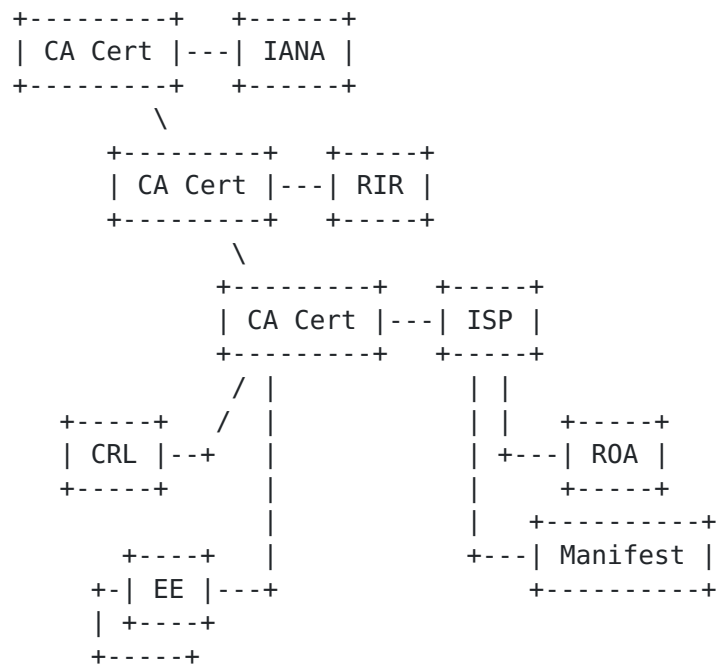 CA Cert IANA
CA Cert RIR
CA Cert ISP
CRL ROA
Manifest
EE